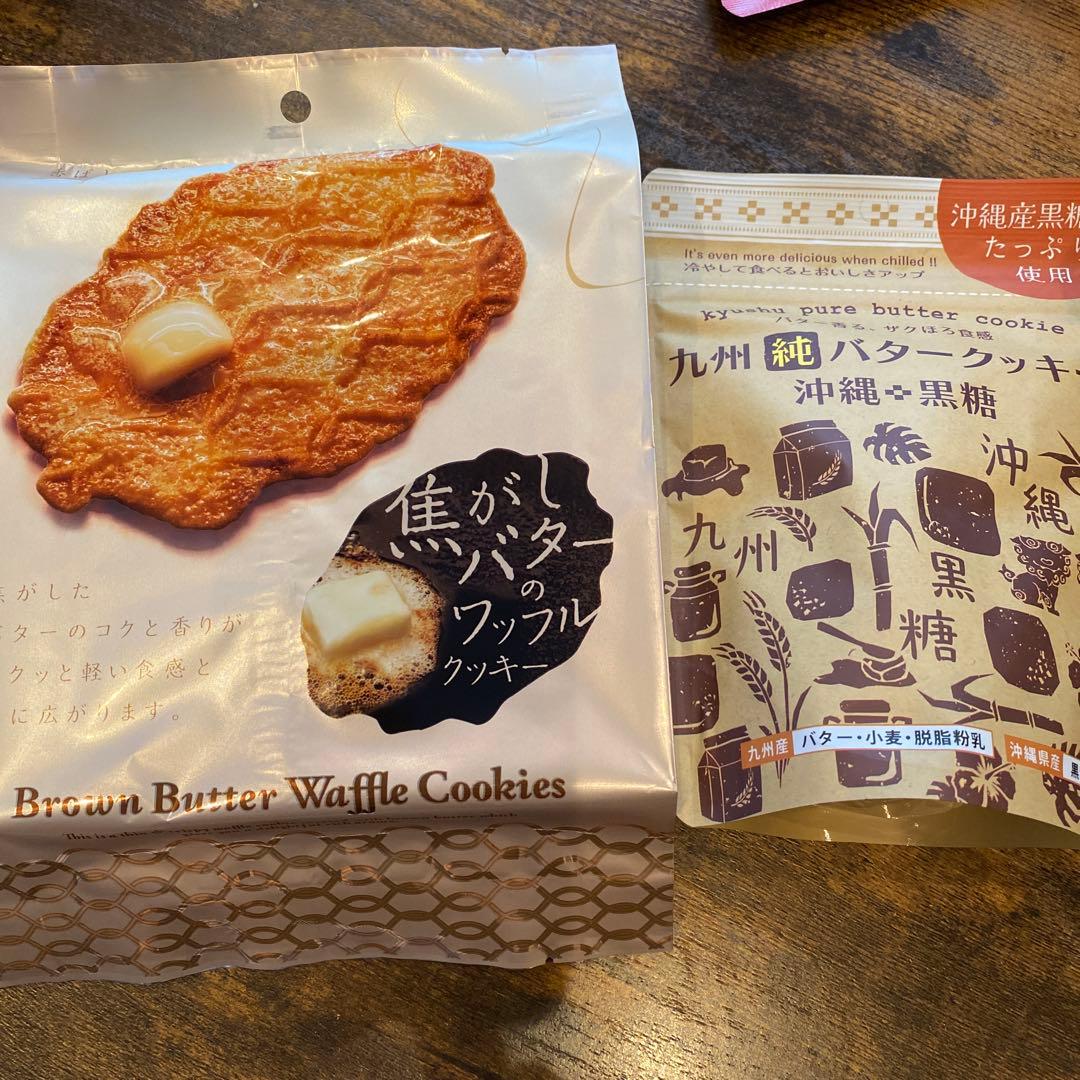 焦がし
バターの
ワッフル
クッキー
焦がした
バターのコクと香りが
クッと軽い食感と
に広がります。
Brown Butter Waffle Cookies
沖縄産黒糖
たっぷり
使用
It's even more delicious when chilled !!
冷やして食べるとおいしさアップ
kyushu pure butter cookie
バター香る、ザクほろ食感
九州 純 バタークッキー
沖縄 黒糖
沖縄
九州
黒糖
九州産 バター・小麦・脱脂粉乳
沖縄県産 黒